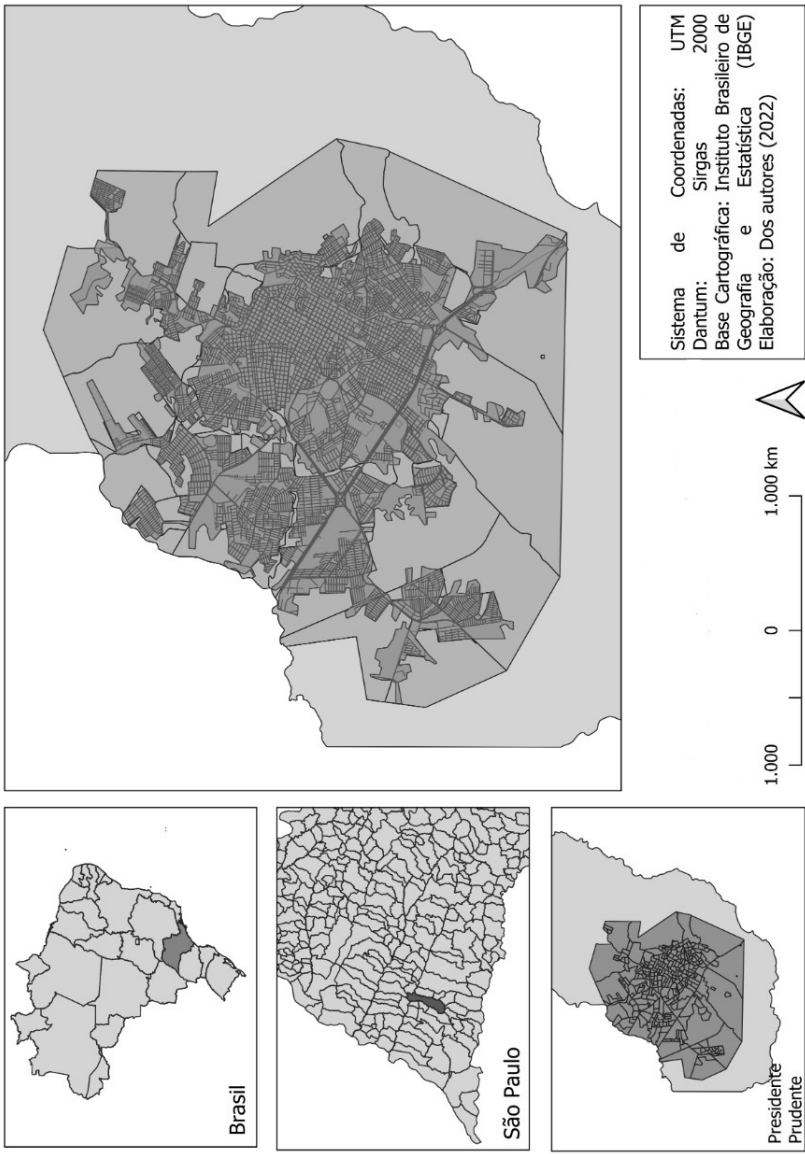 Brasil
São Paulo
Presidente
Prudente
1.000 0 1.000 km
Sistema de Coordenadas: UTM
Dantum: Sirgas 2000
Base Cartográfica: Instituto Brasileiro de
Geografia e Estatística (IBGE)
Elaboração: Dos autores (2022)